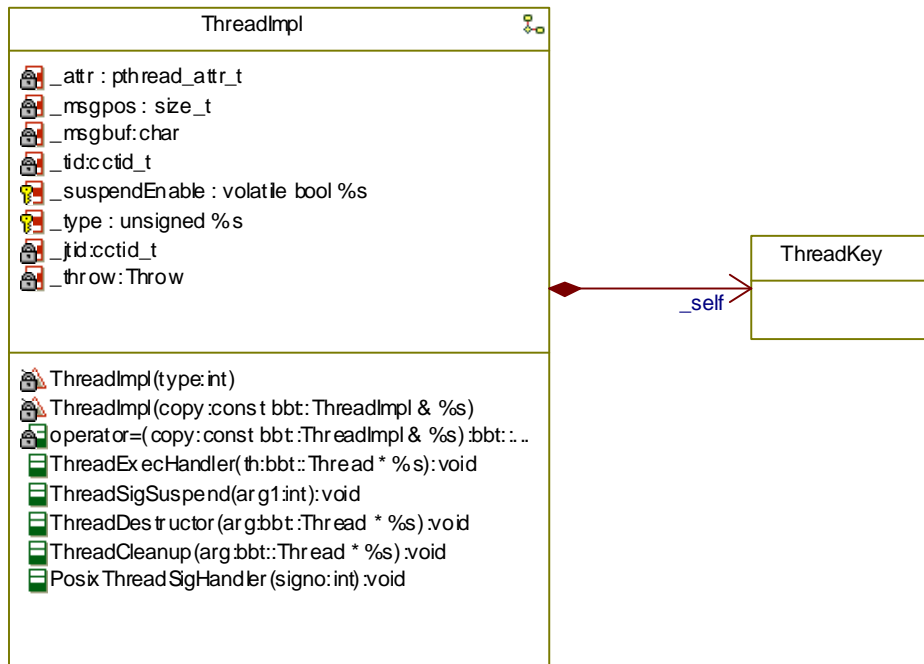 ThreadImpl
_attr : pthread_attr_t
_msgpos : size_t
_msgbuf:char
_tid:cctid_t
_suspendEnable : volatile bool %s
_type : unsigned %s
_jtid:cctid_t
_throw:Throw
ThreadKey
_self
ThreadImpl(type:int)
ThreadImpl(copy:const bbt::ThreadImpl & %s)
operator=(copy:const bbt::ThreadImpl & %s):bbt::...
ThreadExecHandler(th:bbt::Thread * %s):void
ThreadSigSuspend(arg1:int):void
ThreadDestructor(arg:bbt::Thread * %s):void
ThreadCleanup(arg:bbt::Thread * %s):void
PosixThreadSigHandler(signo:int):void